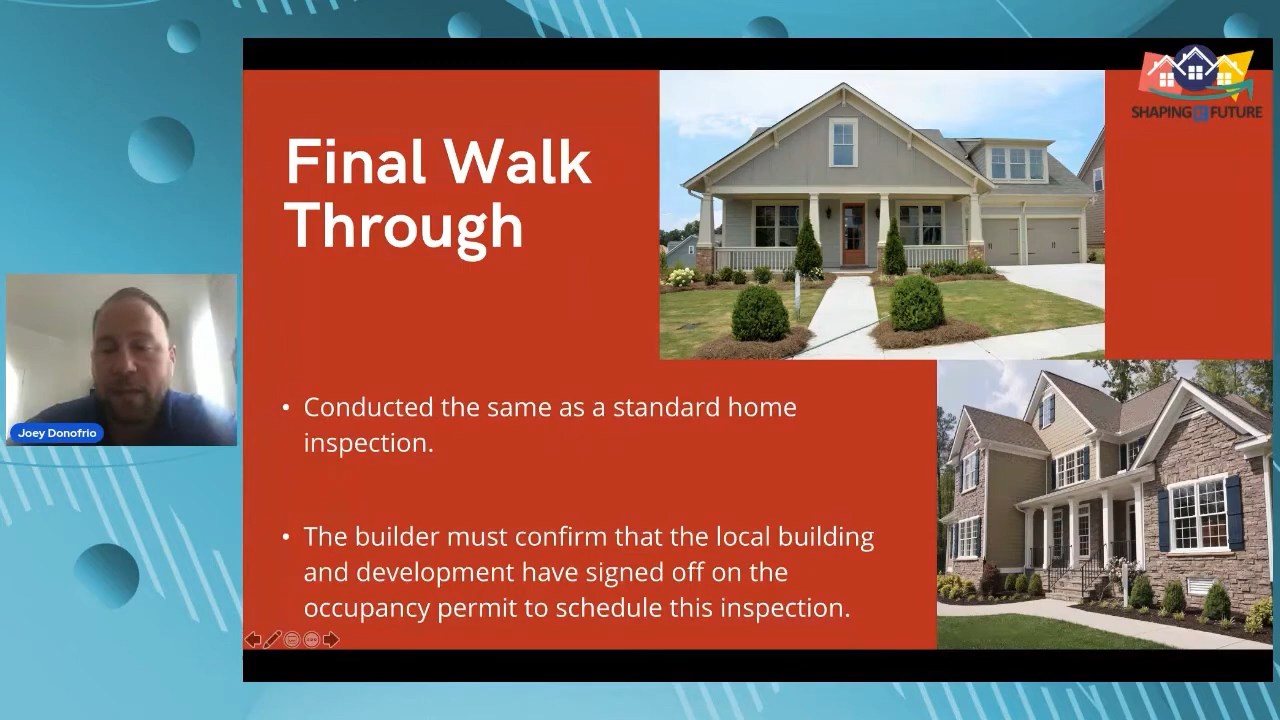 SHAPING UR FUTURE
Final Walk
Through
• Conducted the same as a standard home
inspection.
• The builder must confirm that the local building
and development have signed off on the
occupancy permit to schedule this inspection.
Joey Donofrio